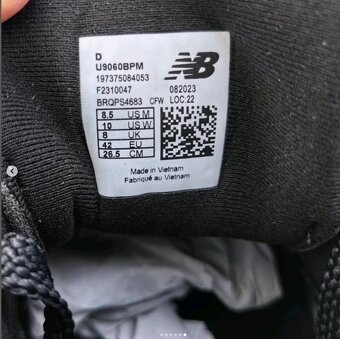 D
U9060BPM
197375084053
F2310047 082023
BRQPS4683 CFW LOC:22
8.5 US M
10 US W
8 UK
42 EU
26.5 CM
NB
Made in Vietnam
Fabriqué au Vietnam